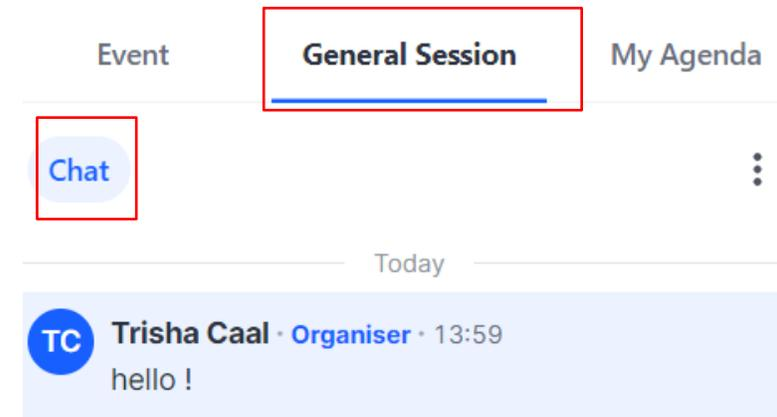 Event General Session My Agenda
Chat
Today
TC Trisha Caal · Organiser · 13:59
hello !